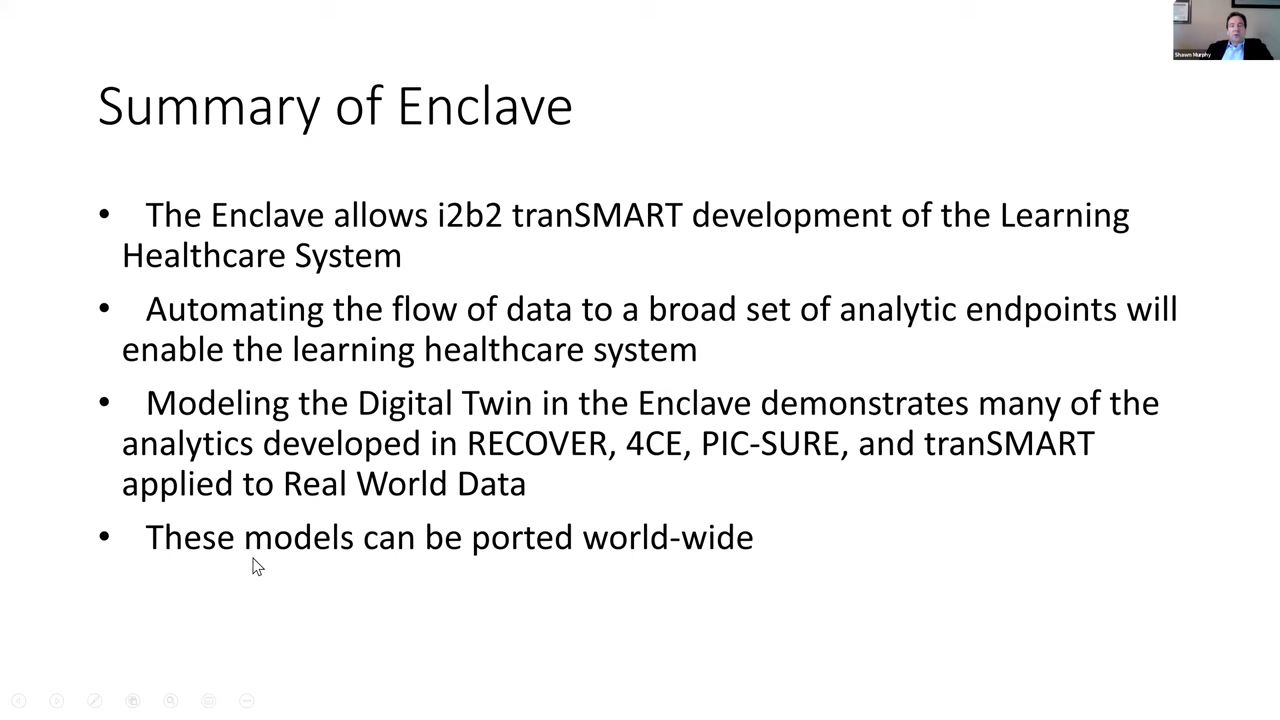 Shawn Murphy
Summary of Enclave
• The Enclave allows i2b2 tranSMART development of the Learning
Healthcare System
• Automating the flow of data to a broad set of analytic endpoints will
enable the learning healthcare system
• Modeling the Digital Twin in the Enclave demonstrates many of the
analytics developed in RECOVER, 4CE, PIC-SURE, and tranSMART
applied to Real World Data
• These models can be ported world-wide